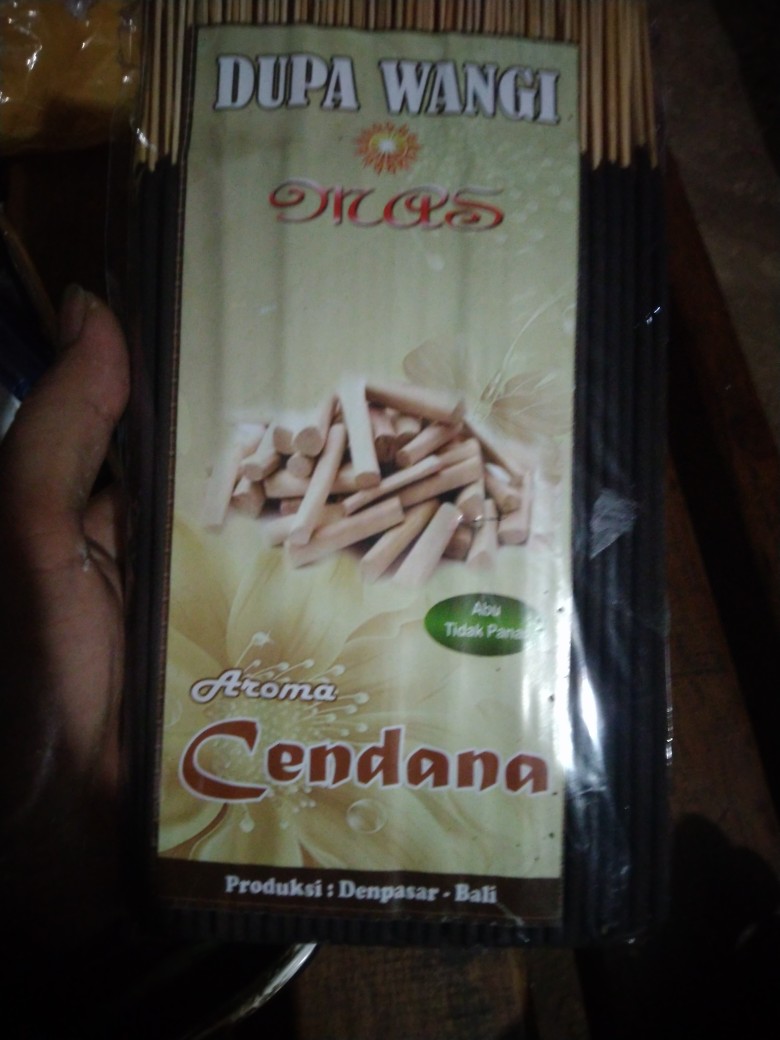 DUPA WANGI
Abu
Tidak Panas
Aroma
Cendana
Produksi : Denpasar - Bali